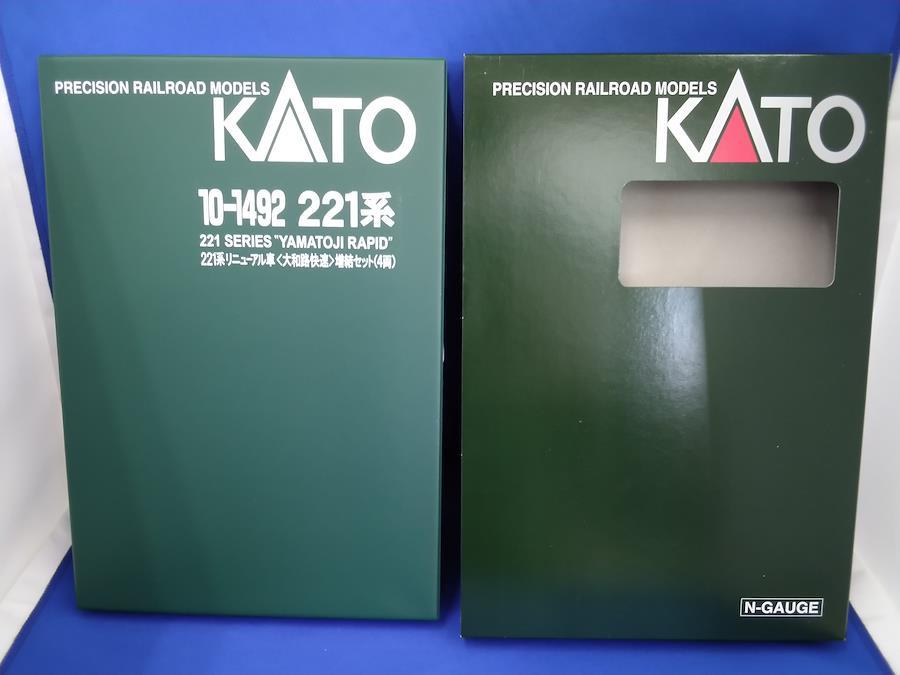 PRECISION RAILROAD MODELS
KATO
10-1492 221系
221 SERIES "YAMATOJI RAPID"
221系リニューアル車〈大和路快速〉増結セット(4両)
PRECISION RAILROAD MODELS
KATO
N-GAUGE